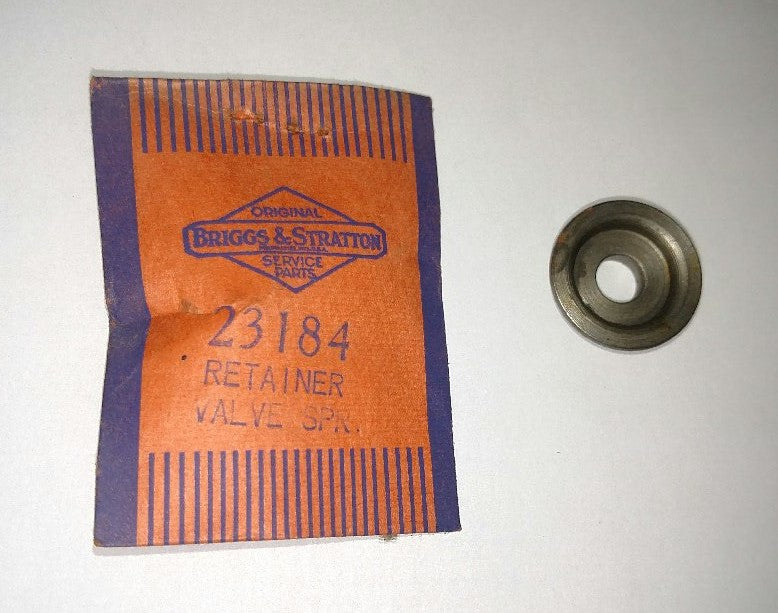 ORIGINAL
BRIGGS & STRATTON
SERVICE
PARTS
23184
RETAINER
VALVE SPR.